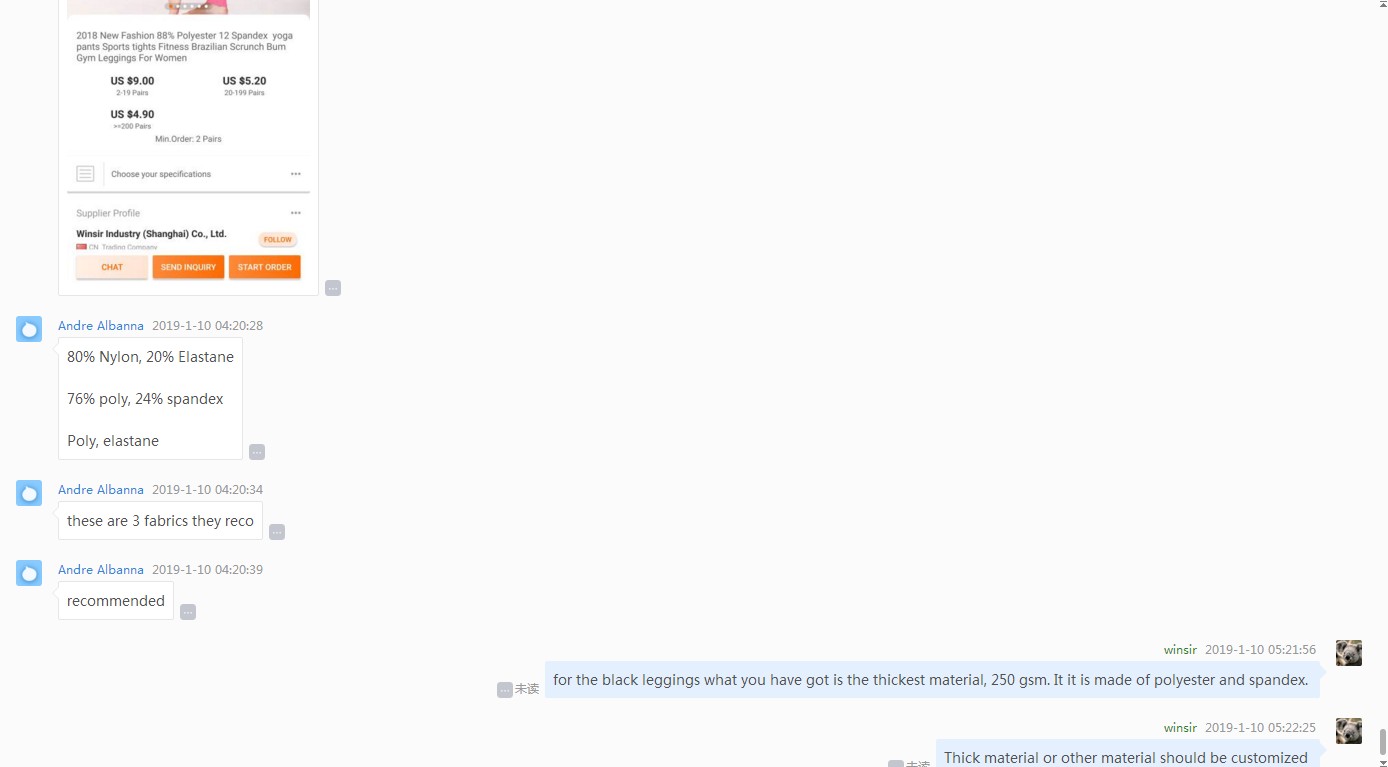 2018 New Fashion 88% Polyester 12 Spandex yoga
pants Sports tights Fitness Brazilian Scrunch Bum
Gym Leggings For Women
US $9.00
2-19 Pairs
US $5.20
20-199 Pairs
US $4.90
>=200 Pairs
Min.Order: 2 Pairs
Choose your specifications
Supplier Profile
Winsir Industry (Shanghai) Co., Ltd.
FOLLOW
CN Trading Company
CHAT
SEND INQUIRY
START ORDER
Andre Albanna 2019-1-10 04:20:28
80% Nylon, 20% Elastane
76% poly, 24% spandex
Poly, elastane
Andre Albanna 2019-1-10 04:20:34
these are 3 fabrics they reco
Andre Albanna 2019-1-10 04:20:39
recommended
winsir 2019-1-10 05:21:56
未读
for the black leggings what you have got is the thickest material, 250 gsm. It it is made of polyester and spandex.
winsir 2019-1-10 05:22:25
未读
Thick material or other material should be customized